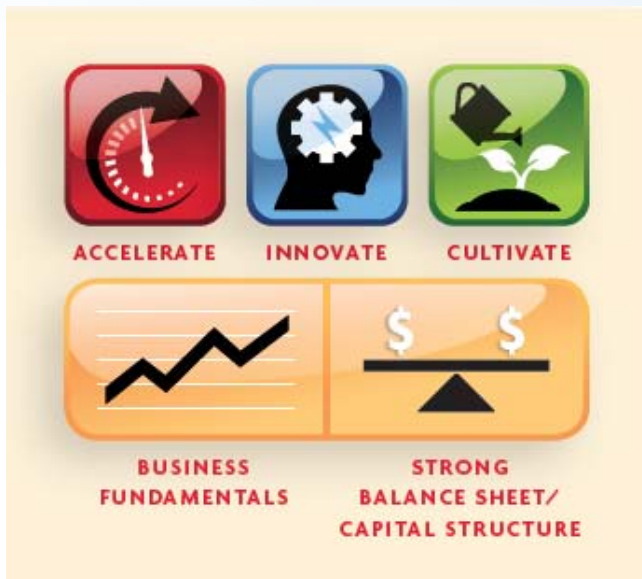 ACCELERATE
INNOVATE
CULTIVATE
$ $
BUSINESS
FUNDAMENTALS
STRONG
BALANCE SHEET/
CAPITAL STRUCTURE